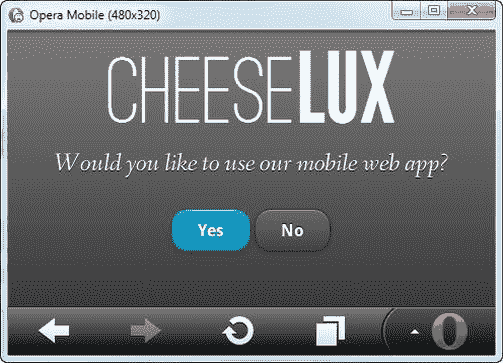 Opera Mobile (480x320)
CHEESELUX
Would you like to use our mobile web app?
Yes No